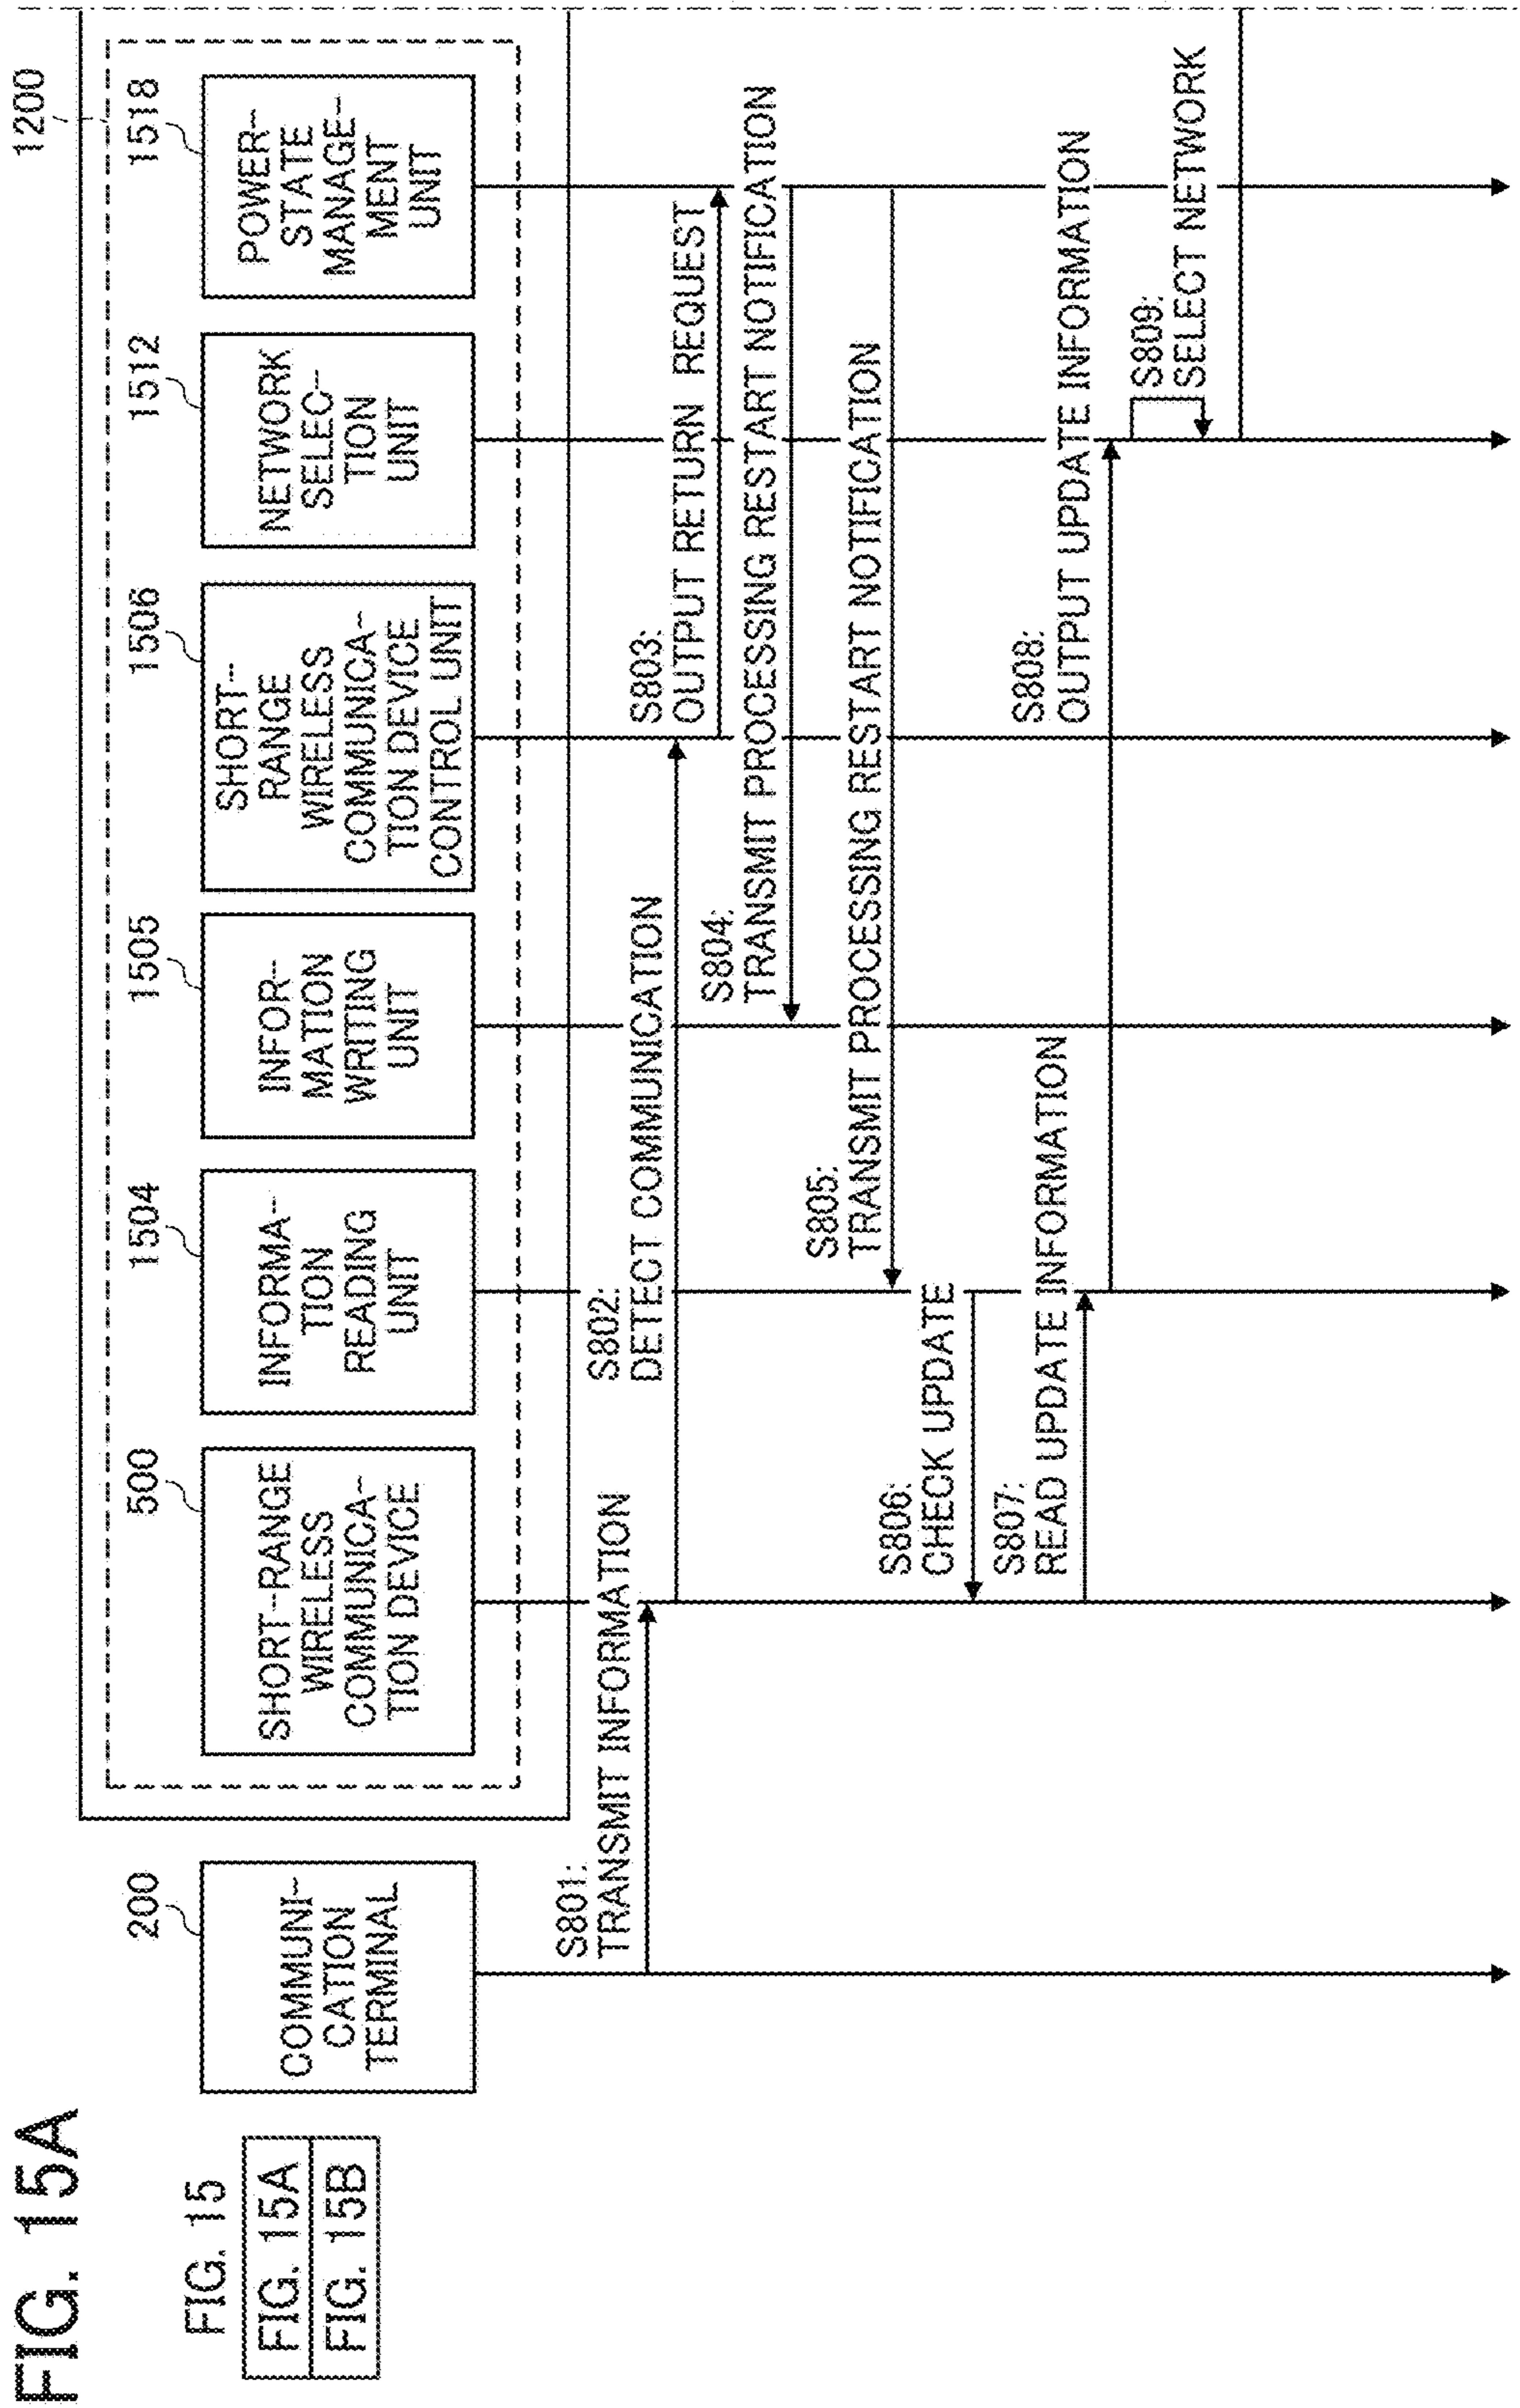 FIG. 15A
FIG. 15
FIG. 15A
FIG. 15B
1200
200
COMMUNI-
CATION
TERMINAL
500
SHORT-RANGE
WIRELESS
COMMUNICA-
TION DEVICE
1504
INFORMA-
TION
READING
UNIT
1505
INFOR-
MATION
WRITING
UNIT
1506
SHORT-
RANGE
WIRELESS
COMMUNICA-
TION DEVICE
CONTROL UNIT
1512
NETWORK
SELEC-
TION
UNIT
1518
POWER-
STATE
MANAGE-
MENT
UNIT
S801:
TRANSMIT INFORMATION
S802:
DETECT COMMUNICATION
S803:
OUTPUT RETURN REQUEST
S804:
TRANSMIT PROCESSING RESTART NOTIFICATION
S805:
TRANSMIT PROCESSING RESTART NOTIFICATION
S806:
CHECK UPDATE
S807:
READ UPDATE INFORMATION
S808:
OUTPUT UPDATE INFORMATION
S809:
SELECT NETWORK